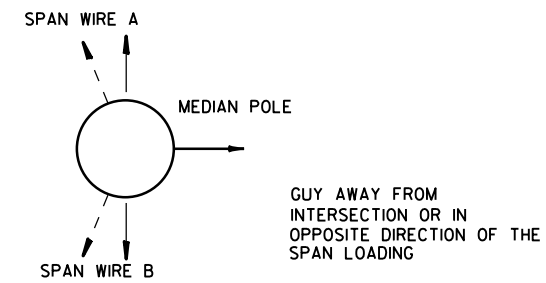 SPAN WIRE A
MEDIAN POLE
GUY AWAY FROM
INTERSECTION OR IN
OPPOSITE DIRECTION OF THE
SPAN LOADING
SPAN WIRE B